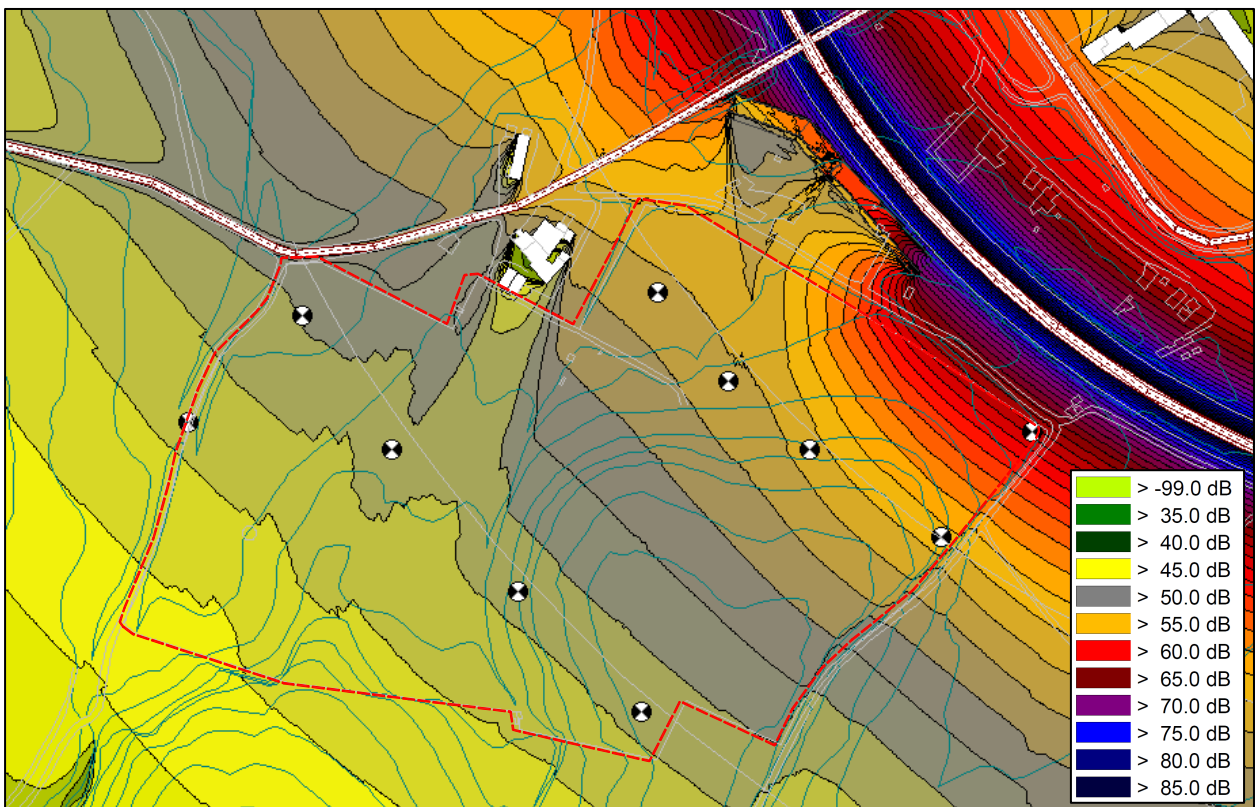 > -99.0 dB
> 35.0 dB
> 40.0 dB
> 45.0 dB
> 50.0 dB
> 55.0 dB
> 60.0 dB
> 65.0 dB
> 70.0 dB
> 75.0 dB
> 80.0 dB
> 85.0 dB